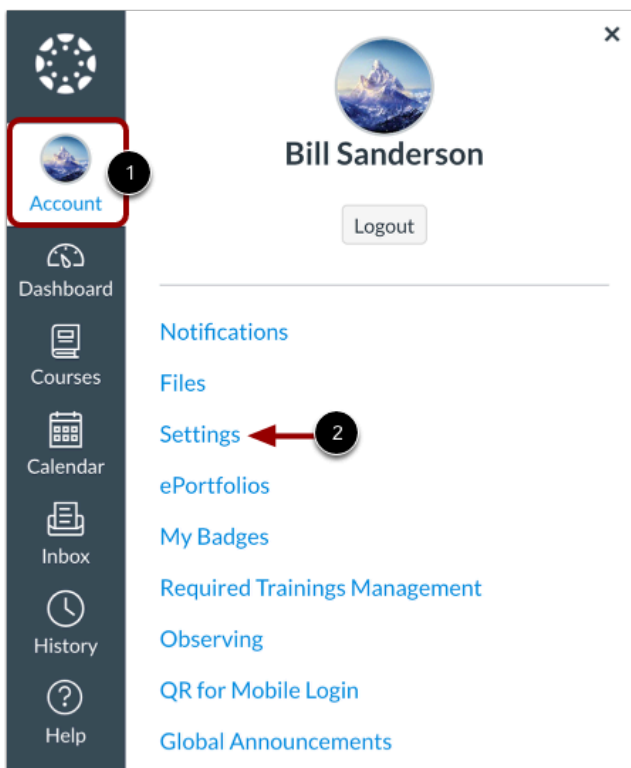 Account
1
Dashboard
Courses
Calendar
Inbox
History
Help
×
Bill Sanderson
Logout
Notifications
Files
Settings
2
ePortfolios
My Badges
Required Trainings Management
Observing
QR for Mobile Login
Global Announcements